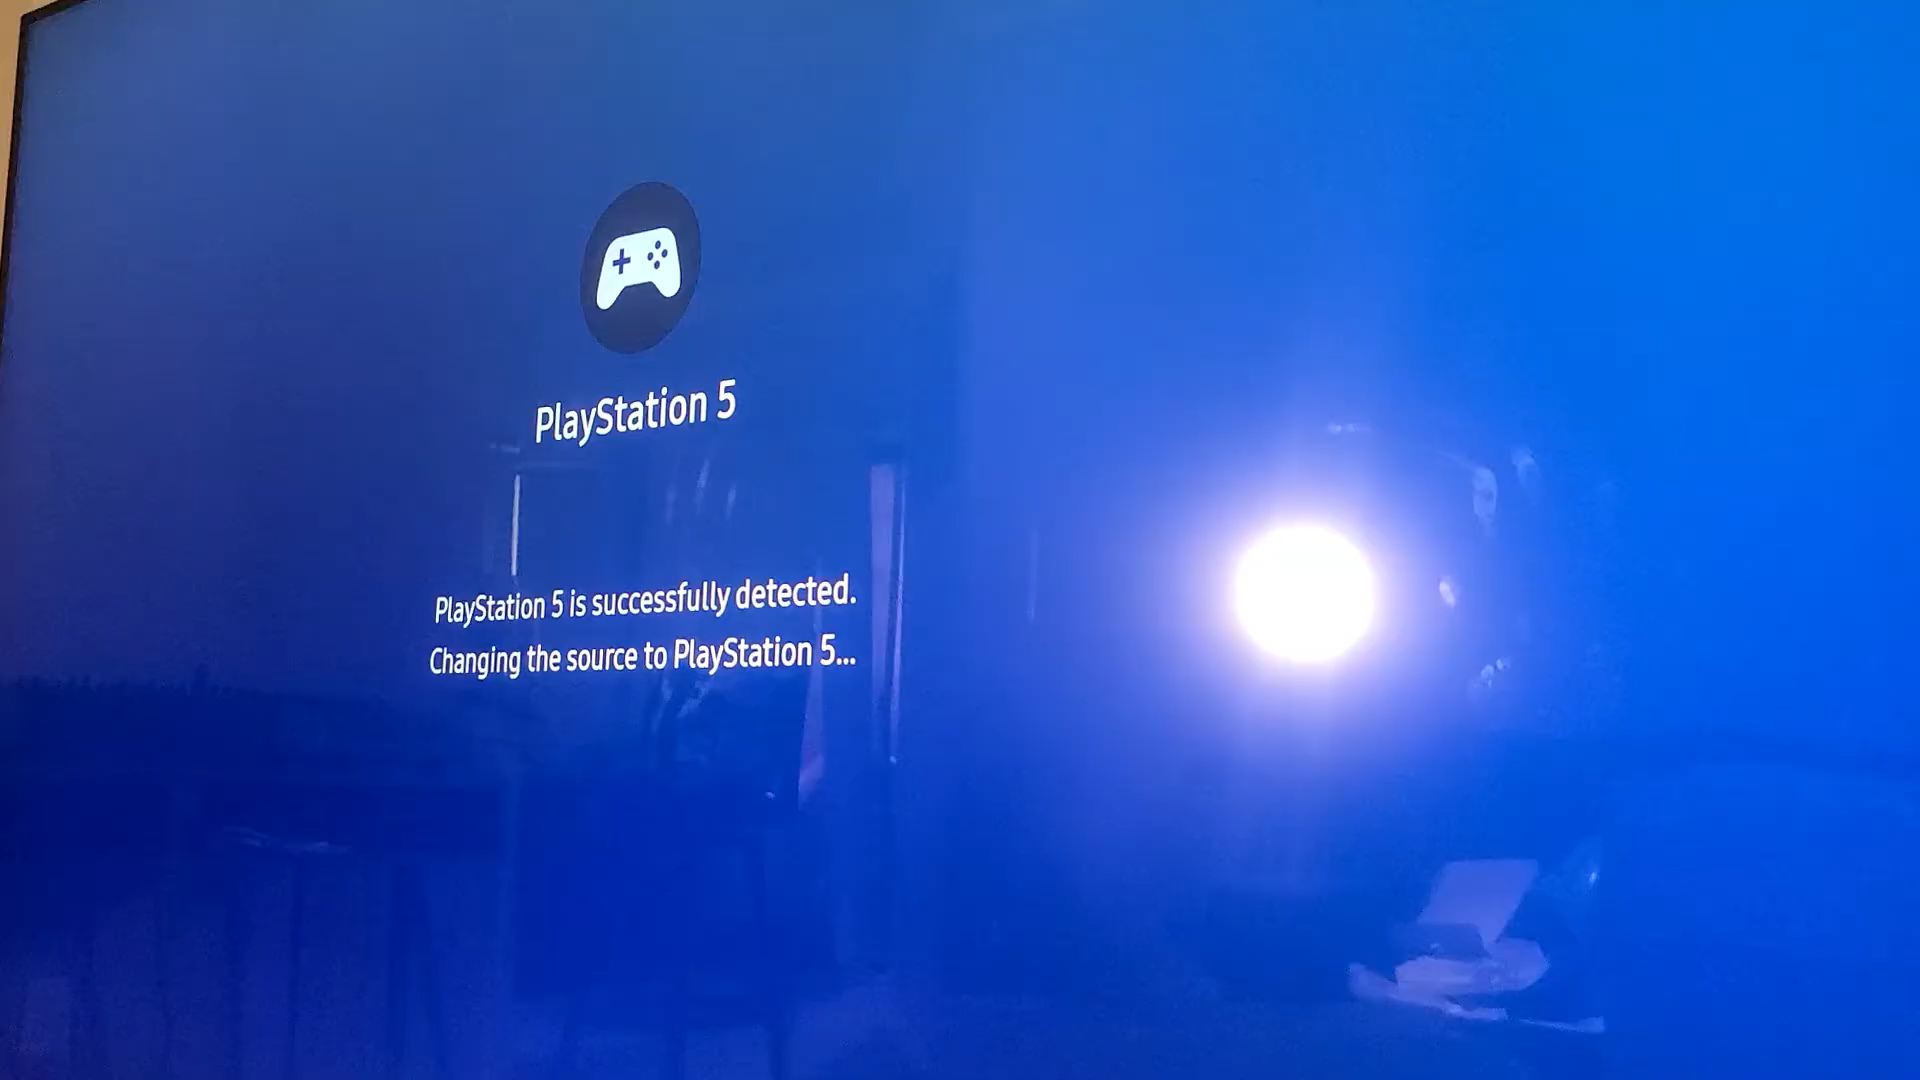 PlayStation 5
PlayStation 5 is successfully detected.
Changing the source to PlayStation 5...